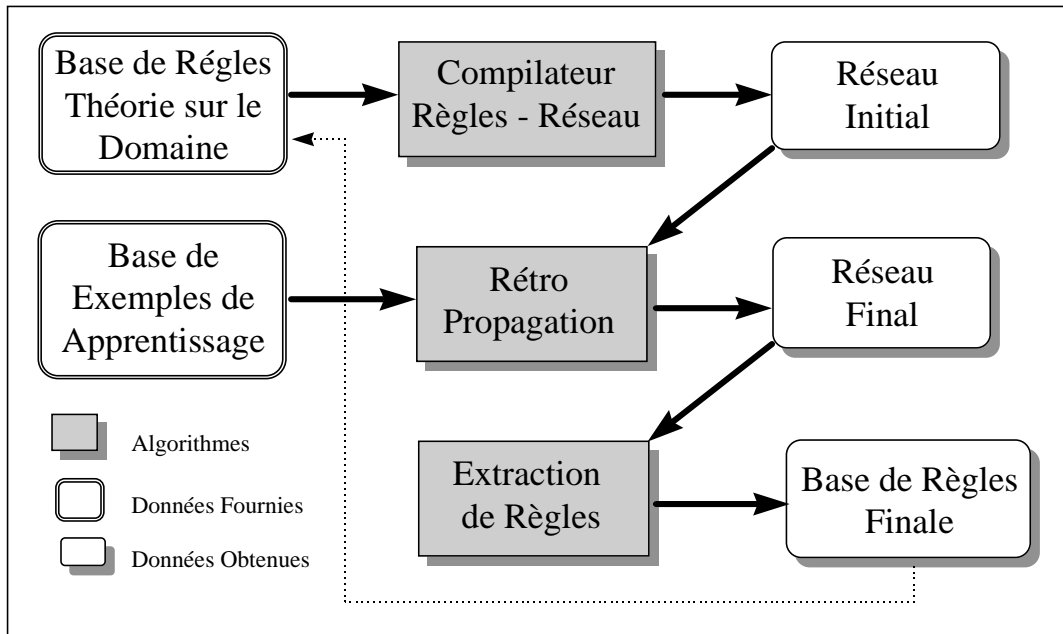 Base de Régles
Théorie sur le
Domaine
Compilateur
Règles - Réseau
Réseau
Initial
Base de
Exemples de
Apprentissage
Rétro
Propagation
Réseau
Final
Algorithmes
Données Fournies
Données Obtenues
Extraction
de Règles
Base de Règles
Finale